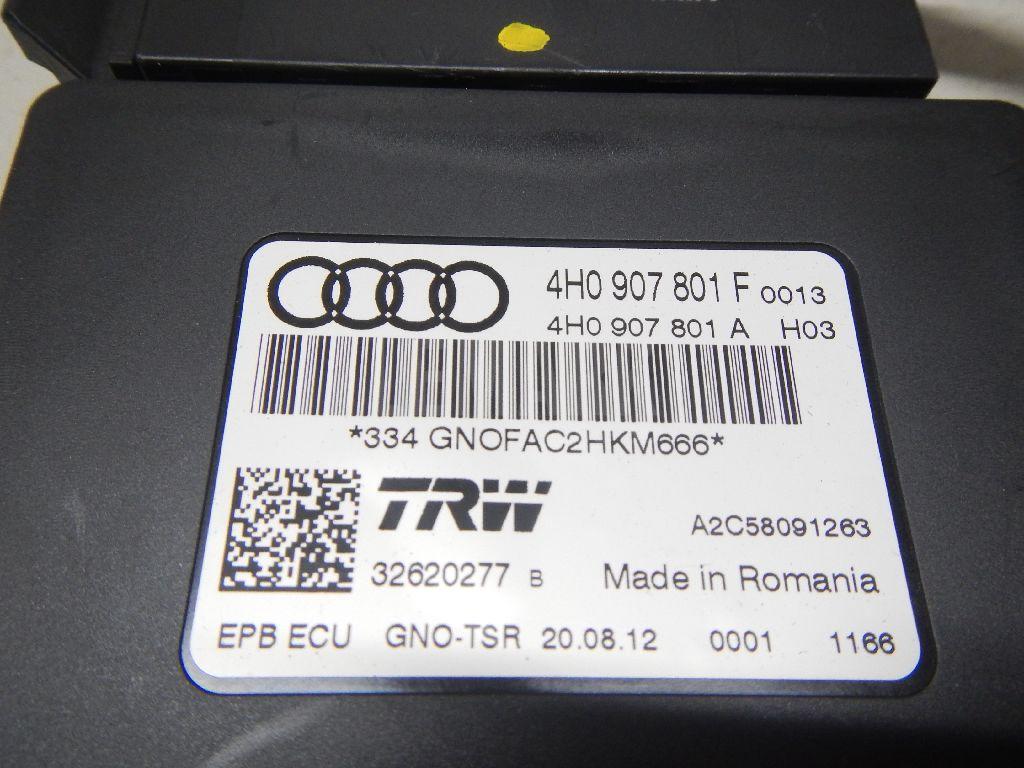 4H0 907 801 F 0013
4H0 907 801 A H03
*334 GNOFAC2HKM666*
TRW
A2C58091263
32620277 B Made in Romania
EPB ECU GNO-TSR 20.08.12 0001 1166